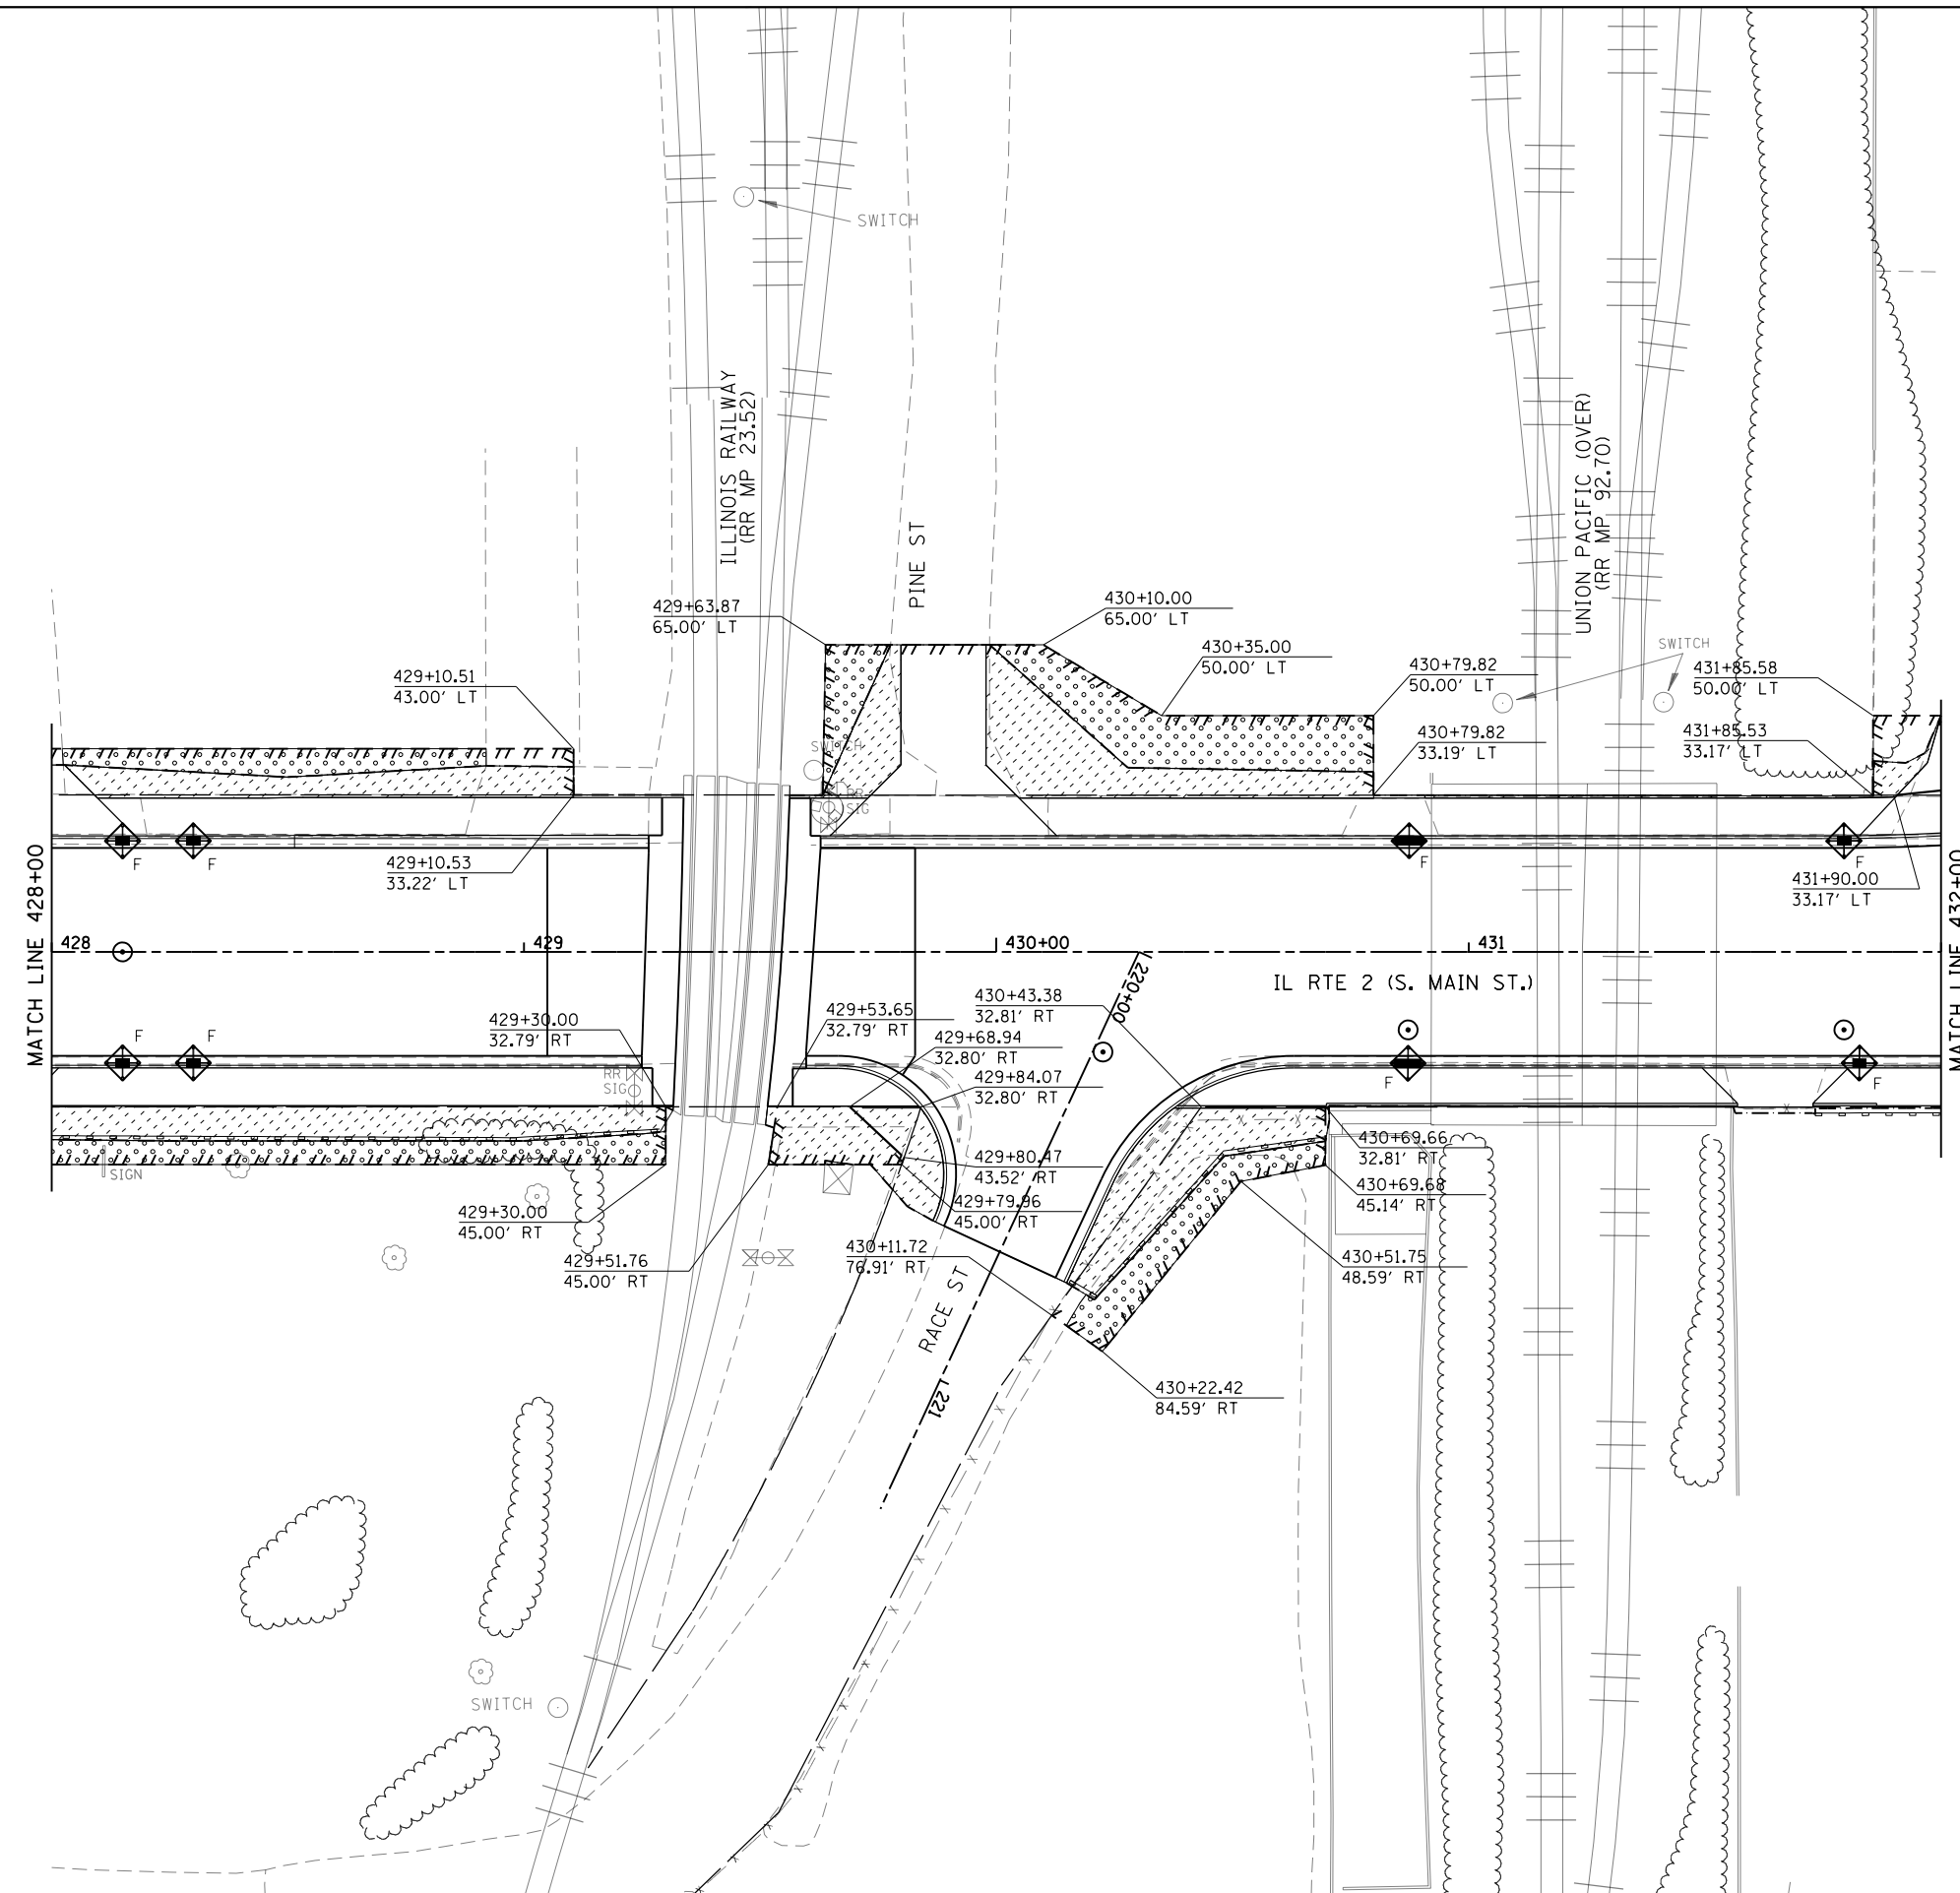 SWITCH
ILLINOIS RAILWAY
(RR MP 23.52)
PINE ST
UNION PACIFIC (OVER)
(RR MP 92.70)
429+63.87
65.00' LT
430+10.00
65.00' LT
430+35.00
50.00' LT
430+79.82
50.00' LT
SWITCH
431+85.58
50.00' LT
429+10.51
43.00' LT
430+79.82
33.19' LT
431+85.53
33.17' LT
SWITCH
RR
SIG
429+10.53
33.22' LT
F
F
F
F
431+90.00
33.17' LT
MATCH LINE 428+00
MATCH LINE 432+00
428
429
430+00
431
IL RTE 2 (S. MAIN ST.)
220+00
429+30.00
32.79' RT
429+53.65
32.79' RT
430+43.38
32.81' RT
429+68.94
32.80' RT
429+84.07
32.80' RT
F
F
F
F
RR
SIG
SIGN
429+80.47
43.52' RT
429+79.96
45.00' RT
430+69.66
32.81' RT
430+69.68
45.14' RT
429+30.00
45.00' RT
429+51.76
45.00' RT
430+11.72
76.91' RT
430+51.75
48.59' RT
RACE ST
221
430+22.42
84.59' RT
SWITCH